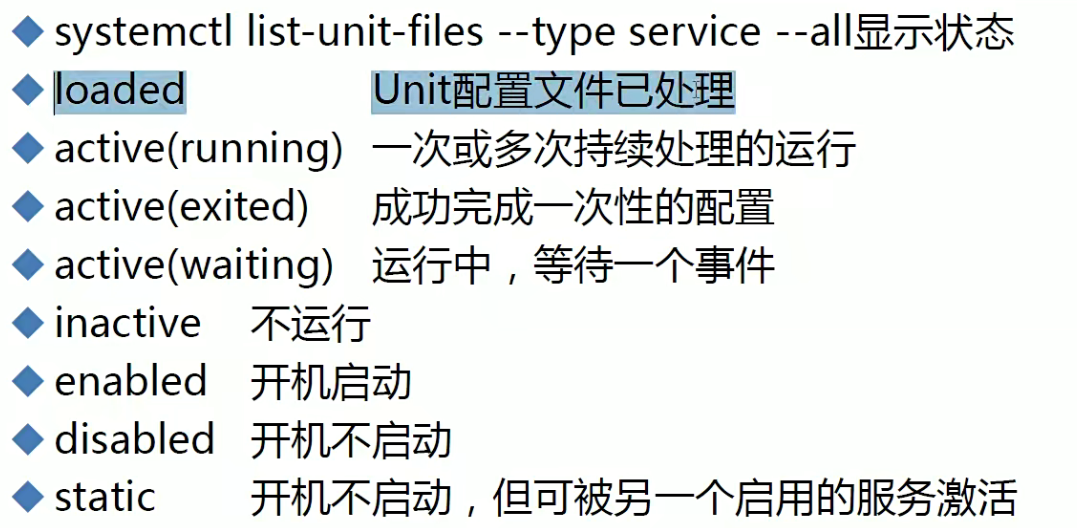 systemctl list-unit-files --type service --all显示状态
loaded Unit配置文件已处理
active(running) 一次或多次持续处理的运行
active(exited) 成功完成一次性的配置
active(waiting) 运行中，等待一个事件
inactive 不运行
enabled 开机启动
disabled 开机不启动
static 开机不启动，但可被另一个启用的服务激活